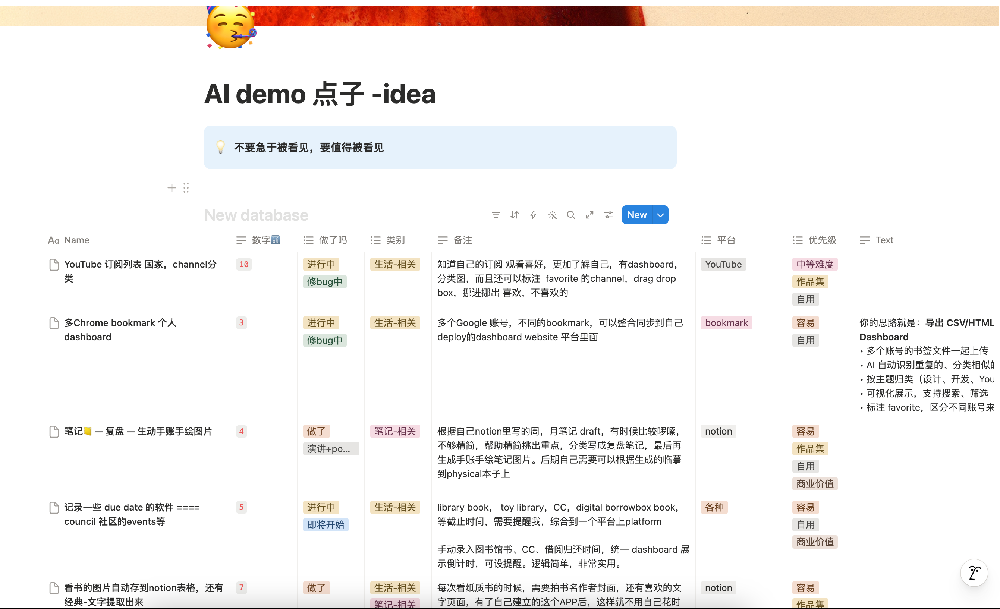 AI demo 点子 -idea
💡 不要急于被看见，要值得被看见
New database
New
Aa Name 数字🔢 做了吗 类别 备注 平台 优先级 Text
YouTube 订阅列表 国家，channel分
类
10
进行中
修bug中
生活-相关
知道自己的订阅 观看喜好，更加了解自己，有dashboard，
分类图，而且还可以标注 favorite 的channel，drag drop
box，挪进挪出 喜欢，不喜欢的
YouTube
中等难度
作品集
自用
多Chrome bookmark 个人
dashboard
3
进行中
修bug中
生活-相关
多个Google 账号，不同的bookmark，可以整合同步到自己
deploy的dashboard website 平台里面
bookmark
容易
自用
你的思路就是：导出 CSV/HTML
Dashboard
• 多个账号的书签文件一起上传
• AI 自动识别重复的、分类相似
• 按主题归类（设计、开发、You
• 可视化展示，支持搜索、筛选
• 标注 favorite，区分不同账号来
笔记📒 — 复盘 — 生动手账手绘图片
4
做了
演讲+po...
笔记-相关
根据自己notion里写的周，月笔记 draft，有时候比较啰嗦，
不够精简，帮助精简挑出重点，分类写成复盘笔记，最后再
生成手账手绘笔记图片。后期自己需要可以根据生成的临摹
到physical本子上
notion
容易
作品集
自用
商业价值
记录一些 due date 的软件 ====
council 社区的events等
5
进行中
即将开始
生活-相关
library book， toy library，CC，digital borrowbox book，
等截止时间，需要提醒我，综合到一个平台上platform
手动录入图书馆书、CC、借阅归还时间，统一 dashboard 展
示倒计时，可设提醒。逻辑简单，非常实用。
各种
容易
自用
商业价值
看书的图片自动存到notion表格，还有
经典-文字提取出来
7
做了
生活-相关
笔记-相关
每次看纸质书的时候，需要拍书名作者封面，还有喜欢的文
字页面，有了自己建立的这个APP后，这样就不用自己花时
notion
容易
作品集